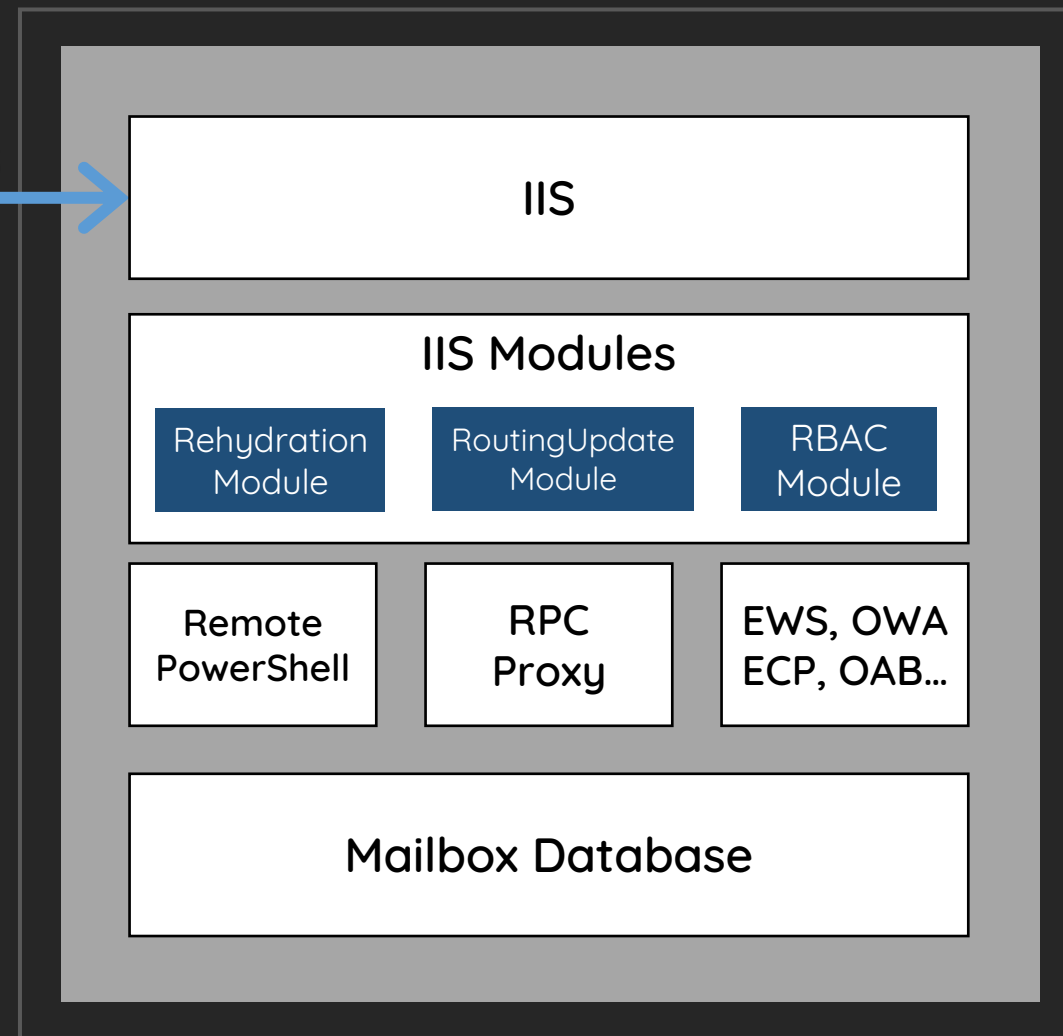 IIS
IIS Modules
Rehydration
Module
RoutingUpdate
Module
RBAC
Module
Remote
PowerShell
RPC
Proxy
EWS, OWA
ECP, OAB…
Mailbox Database